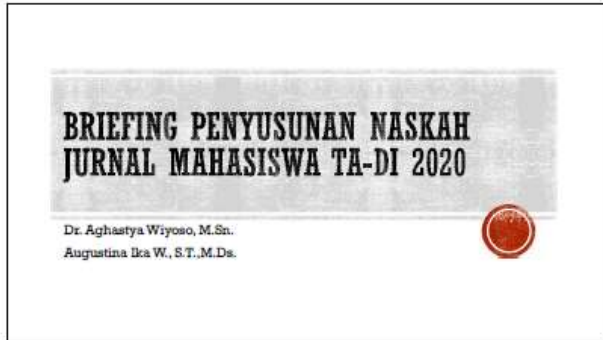 BRIEFING PENYUSUNAN NASKAH
JURNAL MAHASISWA TA-DI 2020
Dr. Aghastya Wiyoso, M.Sn.
Augustina Ika W., S.T.,M.Ds.